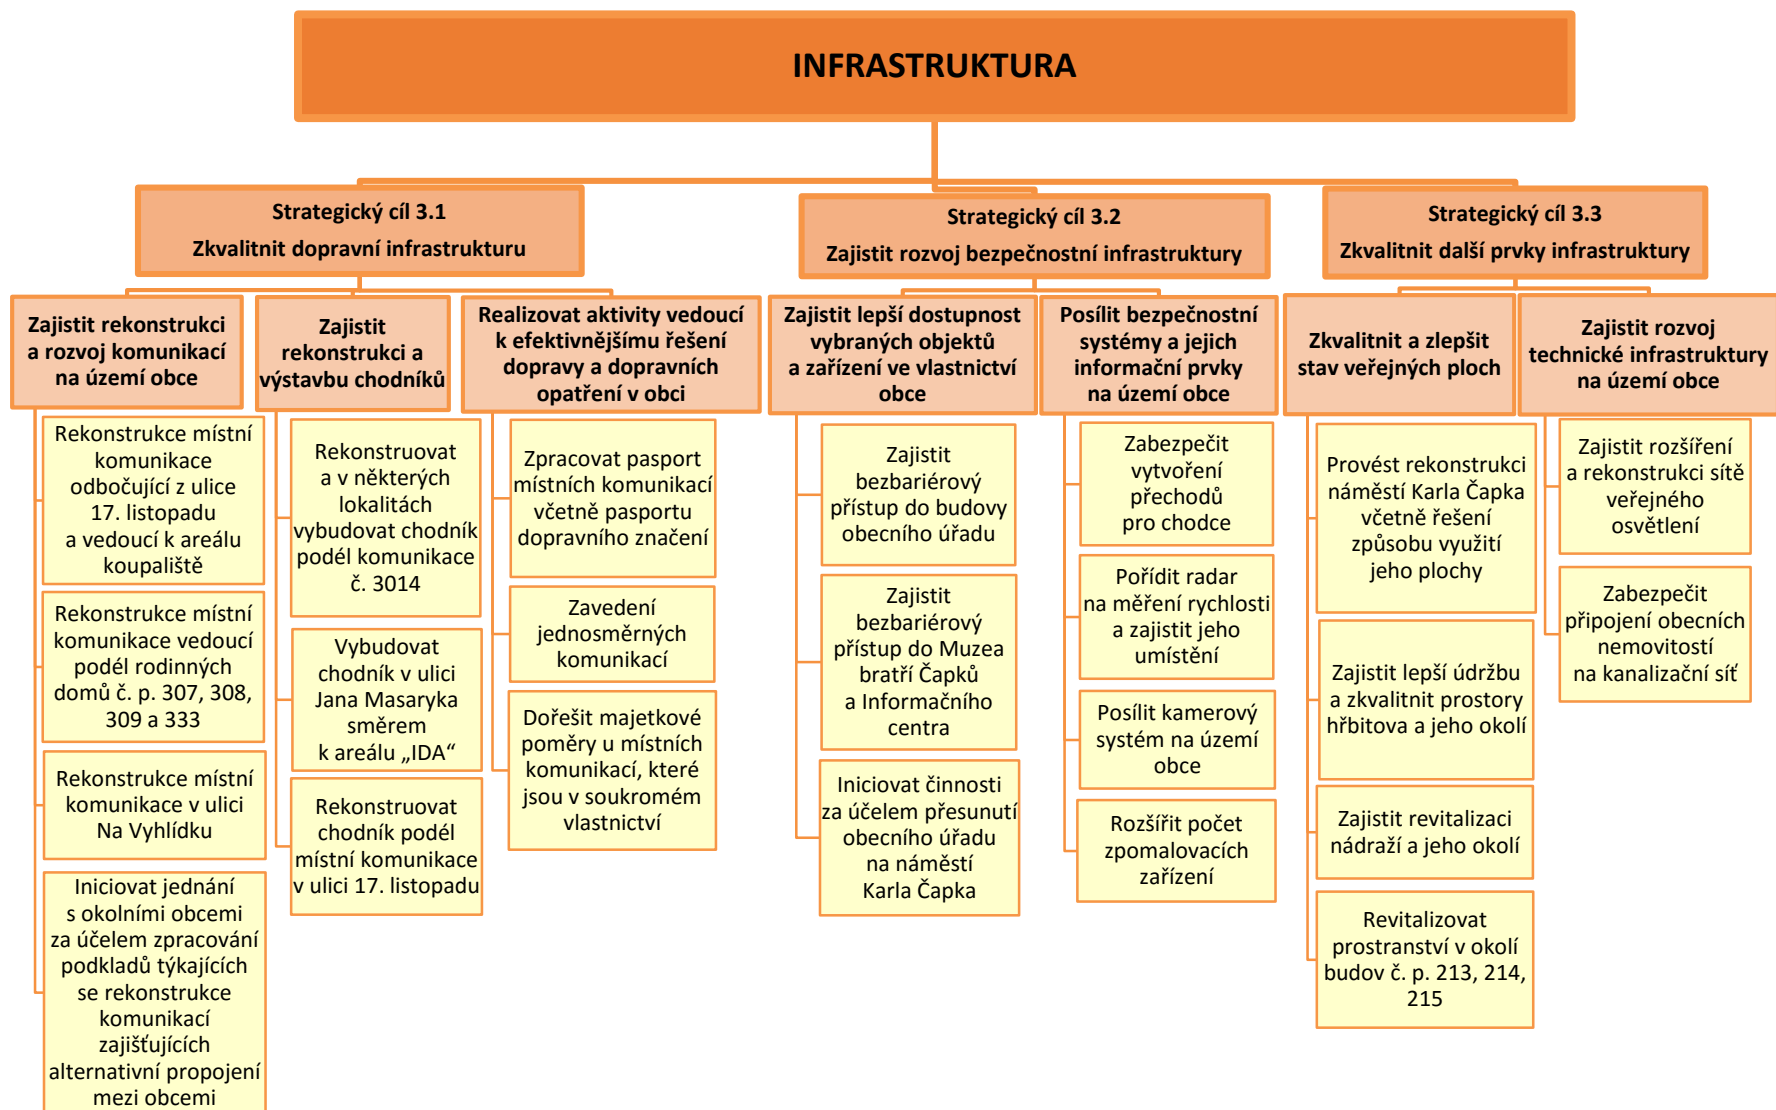 INFRASTRUKTURA
Strategický cíl 3.1
Zkvalitnit dopravní infrastrukturu
Zajistit rekonstrukci
a rozvoj komunikací
na území obce
Rekonstrukce místní
komunikace
odbočující z ulice
17. listopadu
a vedoucí k areálu
koupaliště
Rekonstrukce místní
komunikace vedoucí
podél rodinných
domů č. p. 307, 308,
309 a 333
Rekonstrukce místní
komunikace v ulici
Na Vyhlídku
Iniciovat jednání
s okolními obcemi
za účelem zpracování
podkladů týkajících
se rekonstrukce
komunikací
zajišťujících
alternativní propojení
mezi obcemi
Zajistit
rekonstrukci a
výstavbu chodníků
Rekonstruovat
a v některých
lokalitách
vybudovat chodník
podél komunikace
č. 3014
Vybudovat
chodník v ulici
Jana Masaryka
směrem
k areálu „IDA“
Rekonstruovat
chodník podél
místní komunikace
v ulici 17. listopadu
Realizovat aktivity vedoucí
k efektivnějšímu řešení
dopravy a dopravních
opatření v obci
Zpracovat pasport
místních komunikací
včetně pasportu
dopravního značení
Zavedení
jednosměrných
komunikací
Dořešit majetkové
poměry u místních
komunikací, které
jsou v soukromém
vlastnictví
Strategický cíl 3.2
Zajistit rozvoj bezpečnostní infrastruktury
Zajistit lepší dostupnost
vybraných objektů
a zařízení ve vlastnictví
obce
Zajistit
bezbariérový
přístup do budovy
obecního úřadu
Zajistit
bezbariérový
přístup do Muzea
bratří Čapků
a Informačního
centra
Iniciovat činnosti
za účelem přesunutí
obecního úřadu
na náměstí
Karla Čapka
Posílit bezpečnostní
systémy a jejich
informační prvky
na území obce
Zabezpečit
vytvoření
přechodů
pro chodce
Pořídit radar
na měření rychlosti
a zajistit jeho
umístění
Posílit kamerový
systém na území
obce
Rozšířit počet
zpomalovacích
zařízení
Strategický cíl 3.3
Zkvalitnit další prvky infrastruktury
Zkvalitnit a zlepšit
stav veřejných ploch
Provést rekonstrukci
náměstí Karla Čapka
včetně řešení
způsobu využití
jeho plochy
Zajistit lepší údržbu
a zkvalitnit prostory
hřbitova a jeho okolí
Zajistit revitalizaci
nádraží a jeho okolí
Revitalizovat
prostranství v okolí
budov č. p. 213, 214,
215
Zajistit rozvoj
technické infrastruktury
na území obce
Zajistit rozšíření
a rekonstrukci sítě
veřejného
osvětlení
Zabezpečit
připojení obecních
nemovitostí
na kanalizační síť